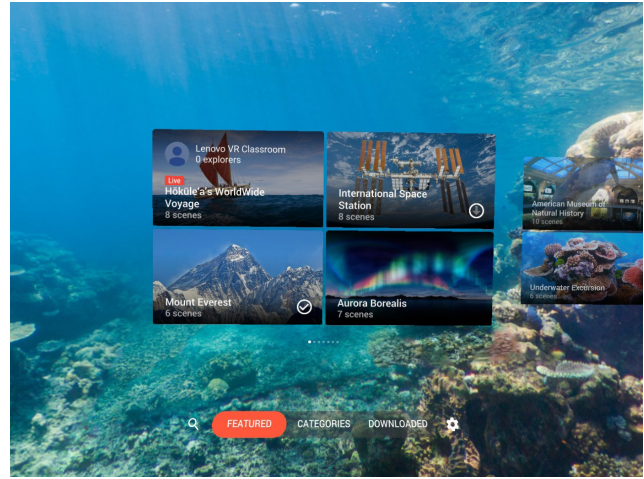 Lenovo VR Classroom
0 explorers
Live
Hōkūle'a's WorldWide
Voyage
8 scenes
International Space
Station
8 scenes
Mount Everest
6 scenes
Aurora Borealis
7 scenes
American Museum of
Natural History
10 scenes
Underwater Excursion
6 scenes
FEATURED
CATEGORIES
DOWNLOADED